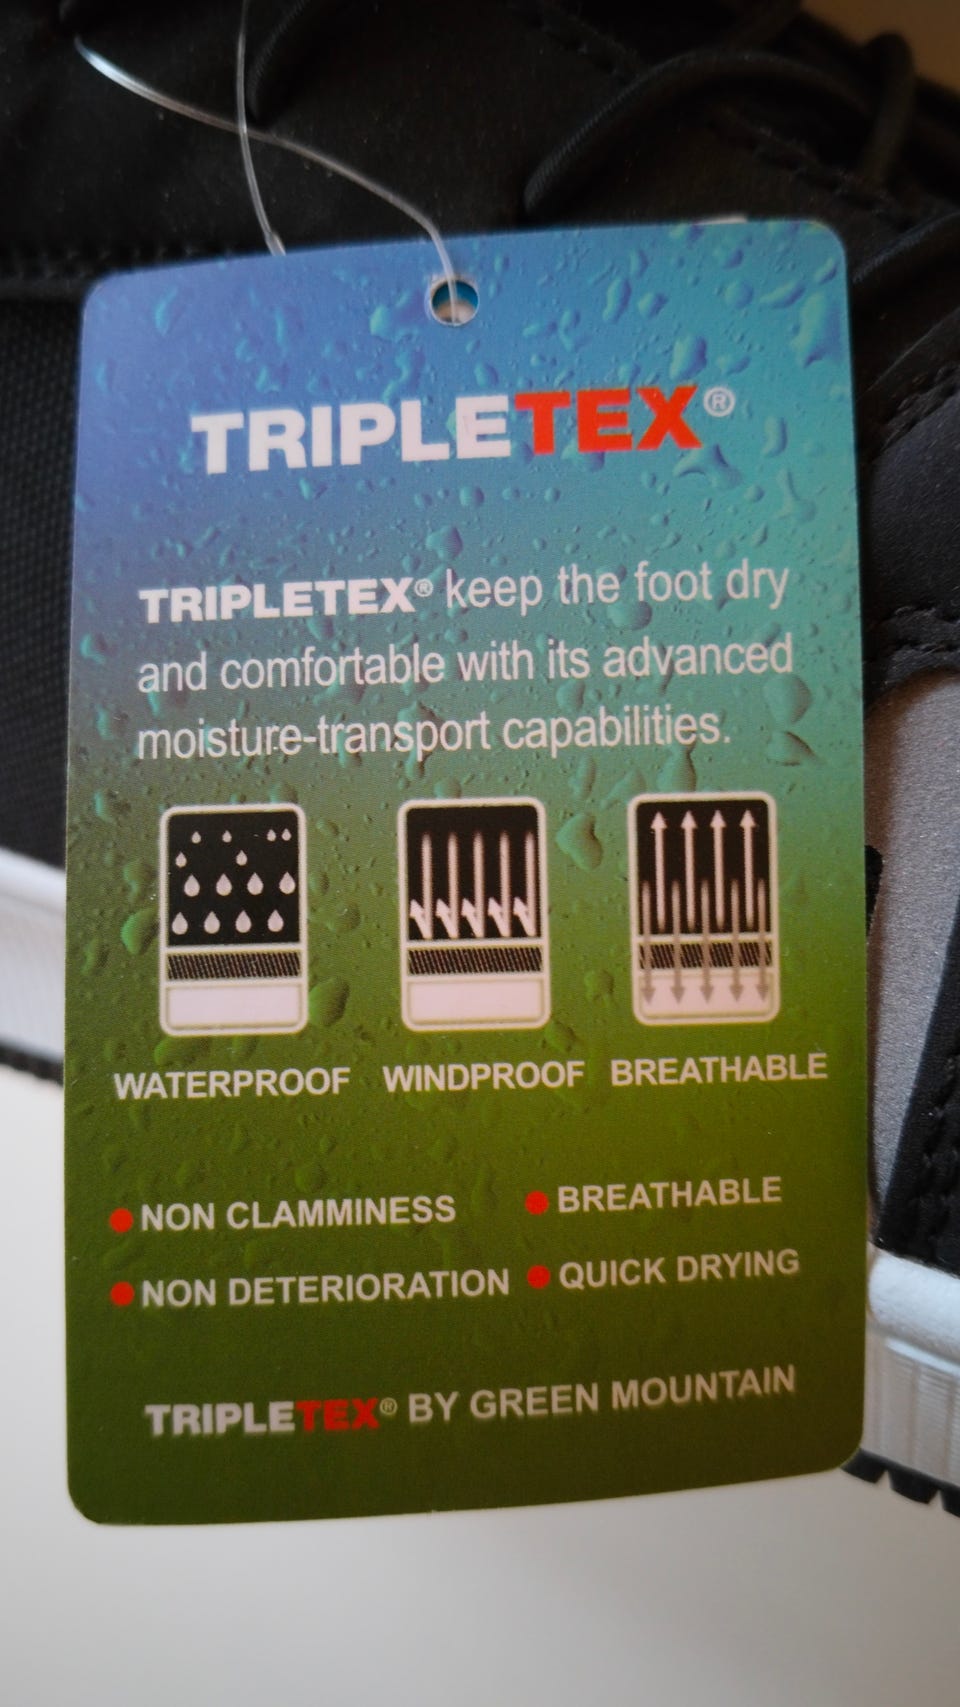 TRIPLETEX®
TRIPLETEX® keep the foot dry
and comfortable with its advanced
moisture-transport capabilities.
WATERPROOF WINDPROOF BREATHABLE
NON CLAMMINESS BREATHABLE
NON DETERIORATION QUICK DRYING
TRIPLETEX® BY GREEN MOUNTAIN